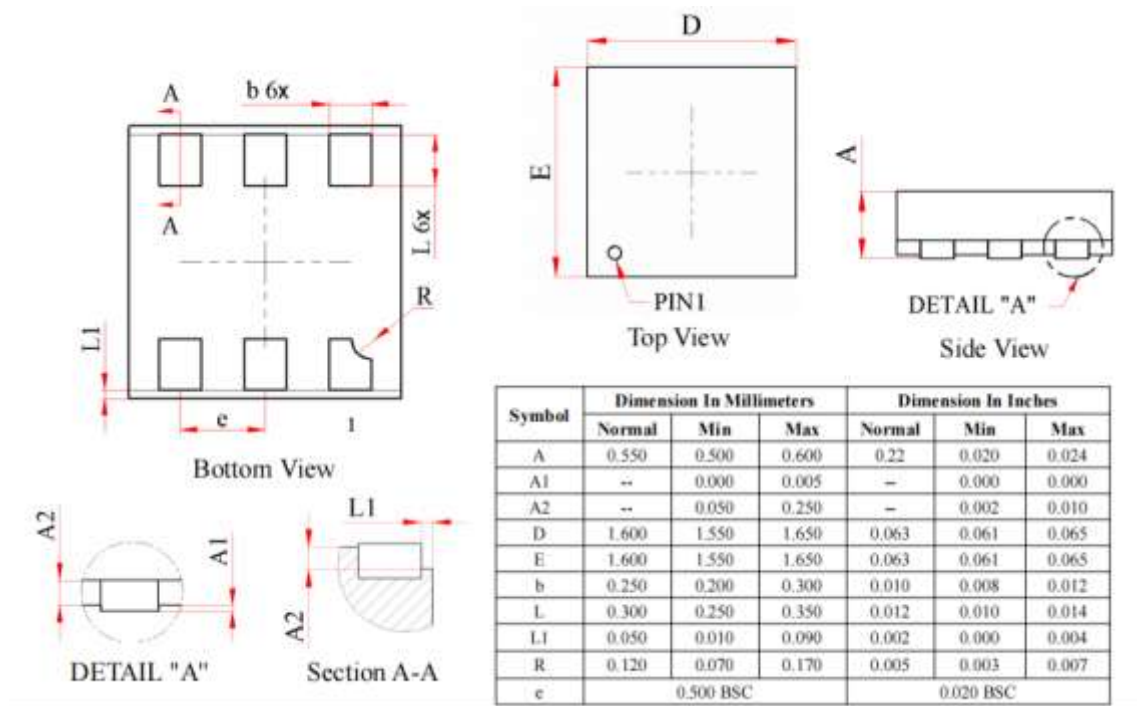 D
A
b 6x
E
A
L 6x
A
R
PIN1
Top View
DETAIL "A"
Side View
L1
e
1
Bottom View
Symbol Dimension In Millimeters Dimension In Inches
Normal Min Max Normal Min Max
A 0.550 0.500 0.600 0.22 0.020 0.024
A1 -- 0.000 0.005 -- 0.000 0.000
A2 -- 0.050 0.250 -- 0.002 0.010
D 1.600 1.550 1.650 0.063 0.061 0.065
E 1.600 1.550 1.650 0.063 0.061 0.065
b 0.250 0.200 0.300 0.010 0.008 0.012
L 0.300 0.250 0.350 0.012 0.010 0.014
L1 0.050 0.010 0.090 0.002 0.000 0.004
R 0.120 0.070 0.170 0.005 0.003 0.007
e 0.500 BSC 0.020 BSC
A2
A1
DETAIL "A"
L1
A2
Section A-A